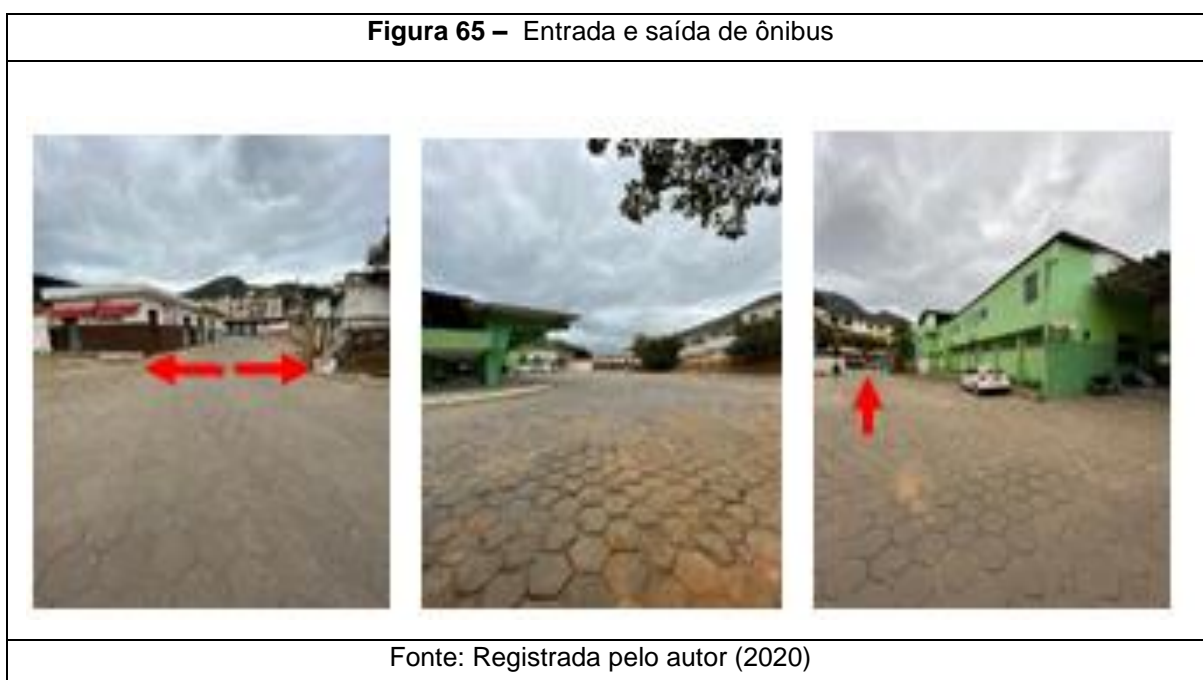 Figura 65 – Entrada e saída de ônibus
Fonte: Registrada pelo autor (2020)